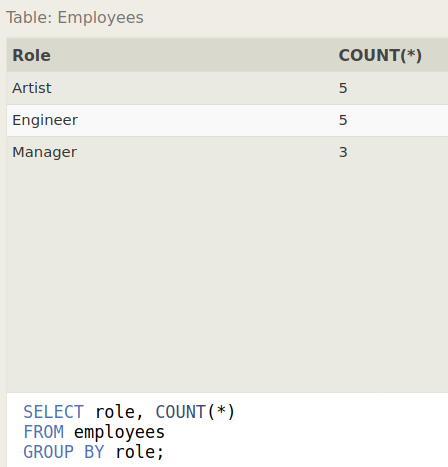 Table: Employees
Role COUNT(*)
Artist 5
Engineer 5
Manager 3
SELECT role, COUNT(*)
FROM employees
GROUP BY role;